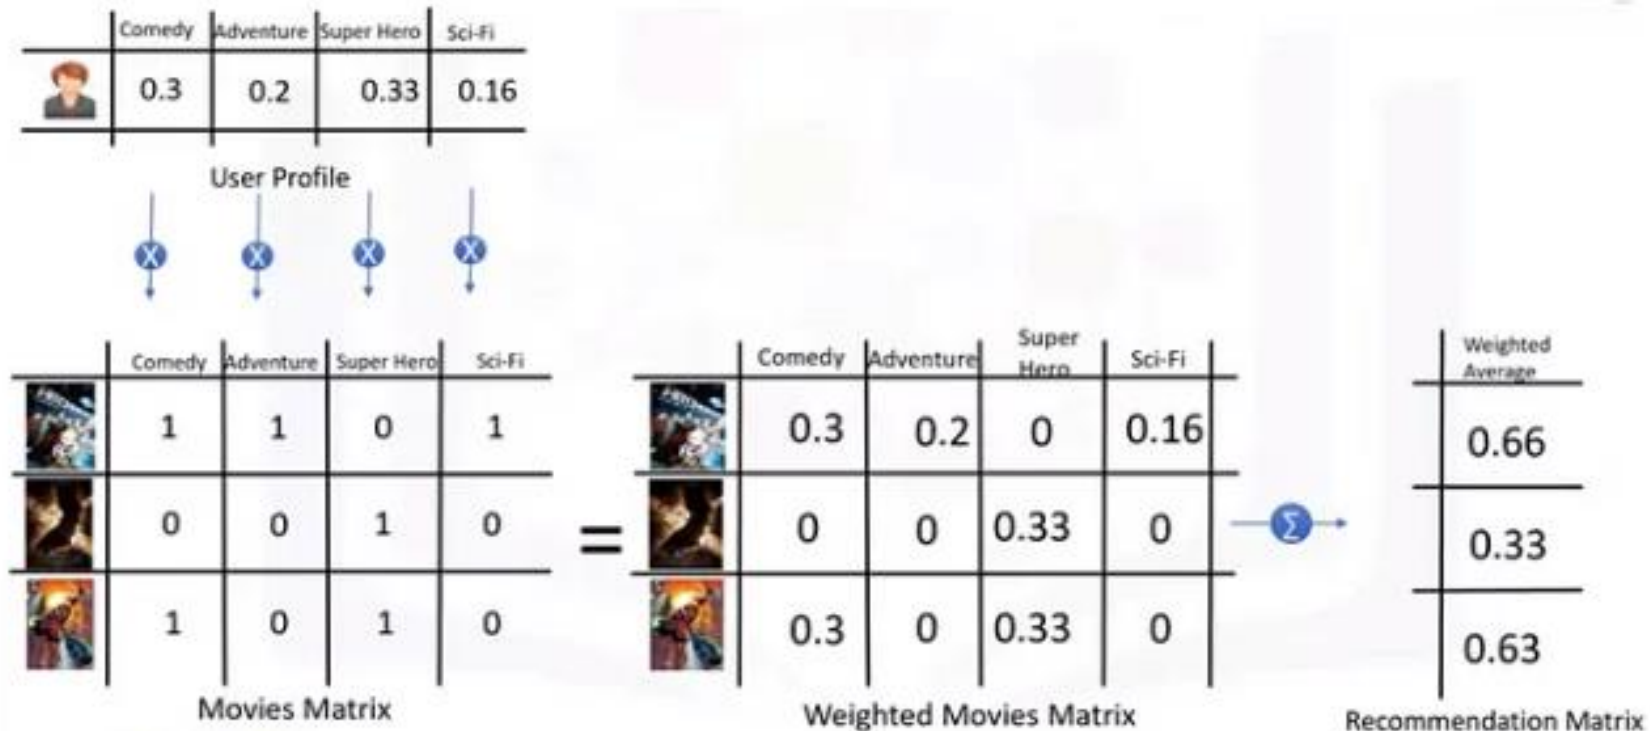 Comedy Adventure Super Hero Sci-Fi
0.3 0.2 0.33 0.16
User Profile
X X X X
Comedy Adventure Super Hero Sci-Fi
1 1 0 1
0 0 1 0
1 0 1 0
Movies Matrix
=
Comedy Adventure Super Hero Sci-Fi
0.3 0.2 0 0.16
0 0 0.33 0
0.3 0 0.33 0
Weighted Movies Matrix
Σ
Weighted
Average
0.66
0.33
0.63
Recommendation Matrix